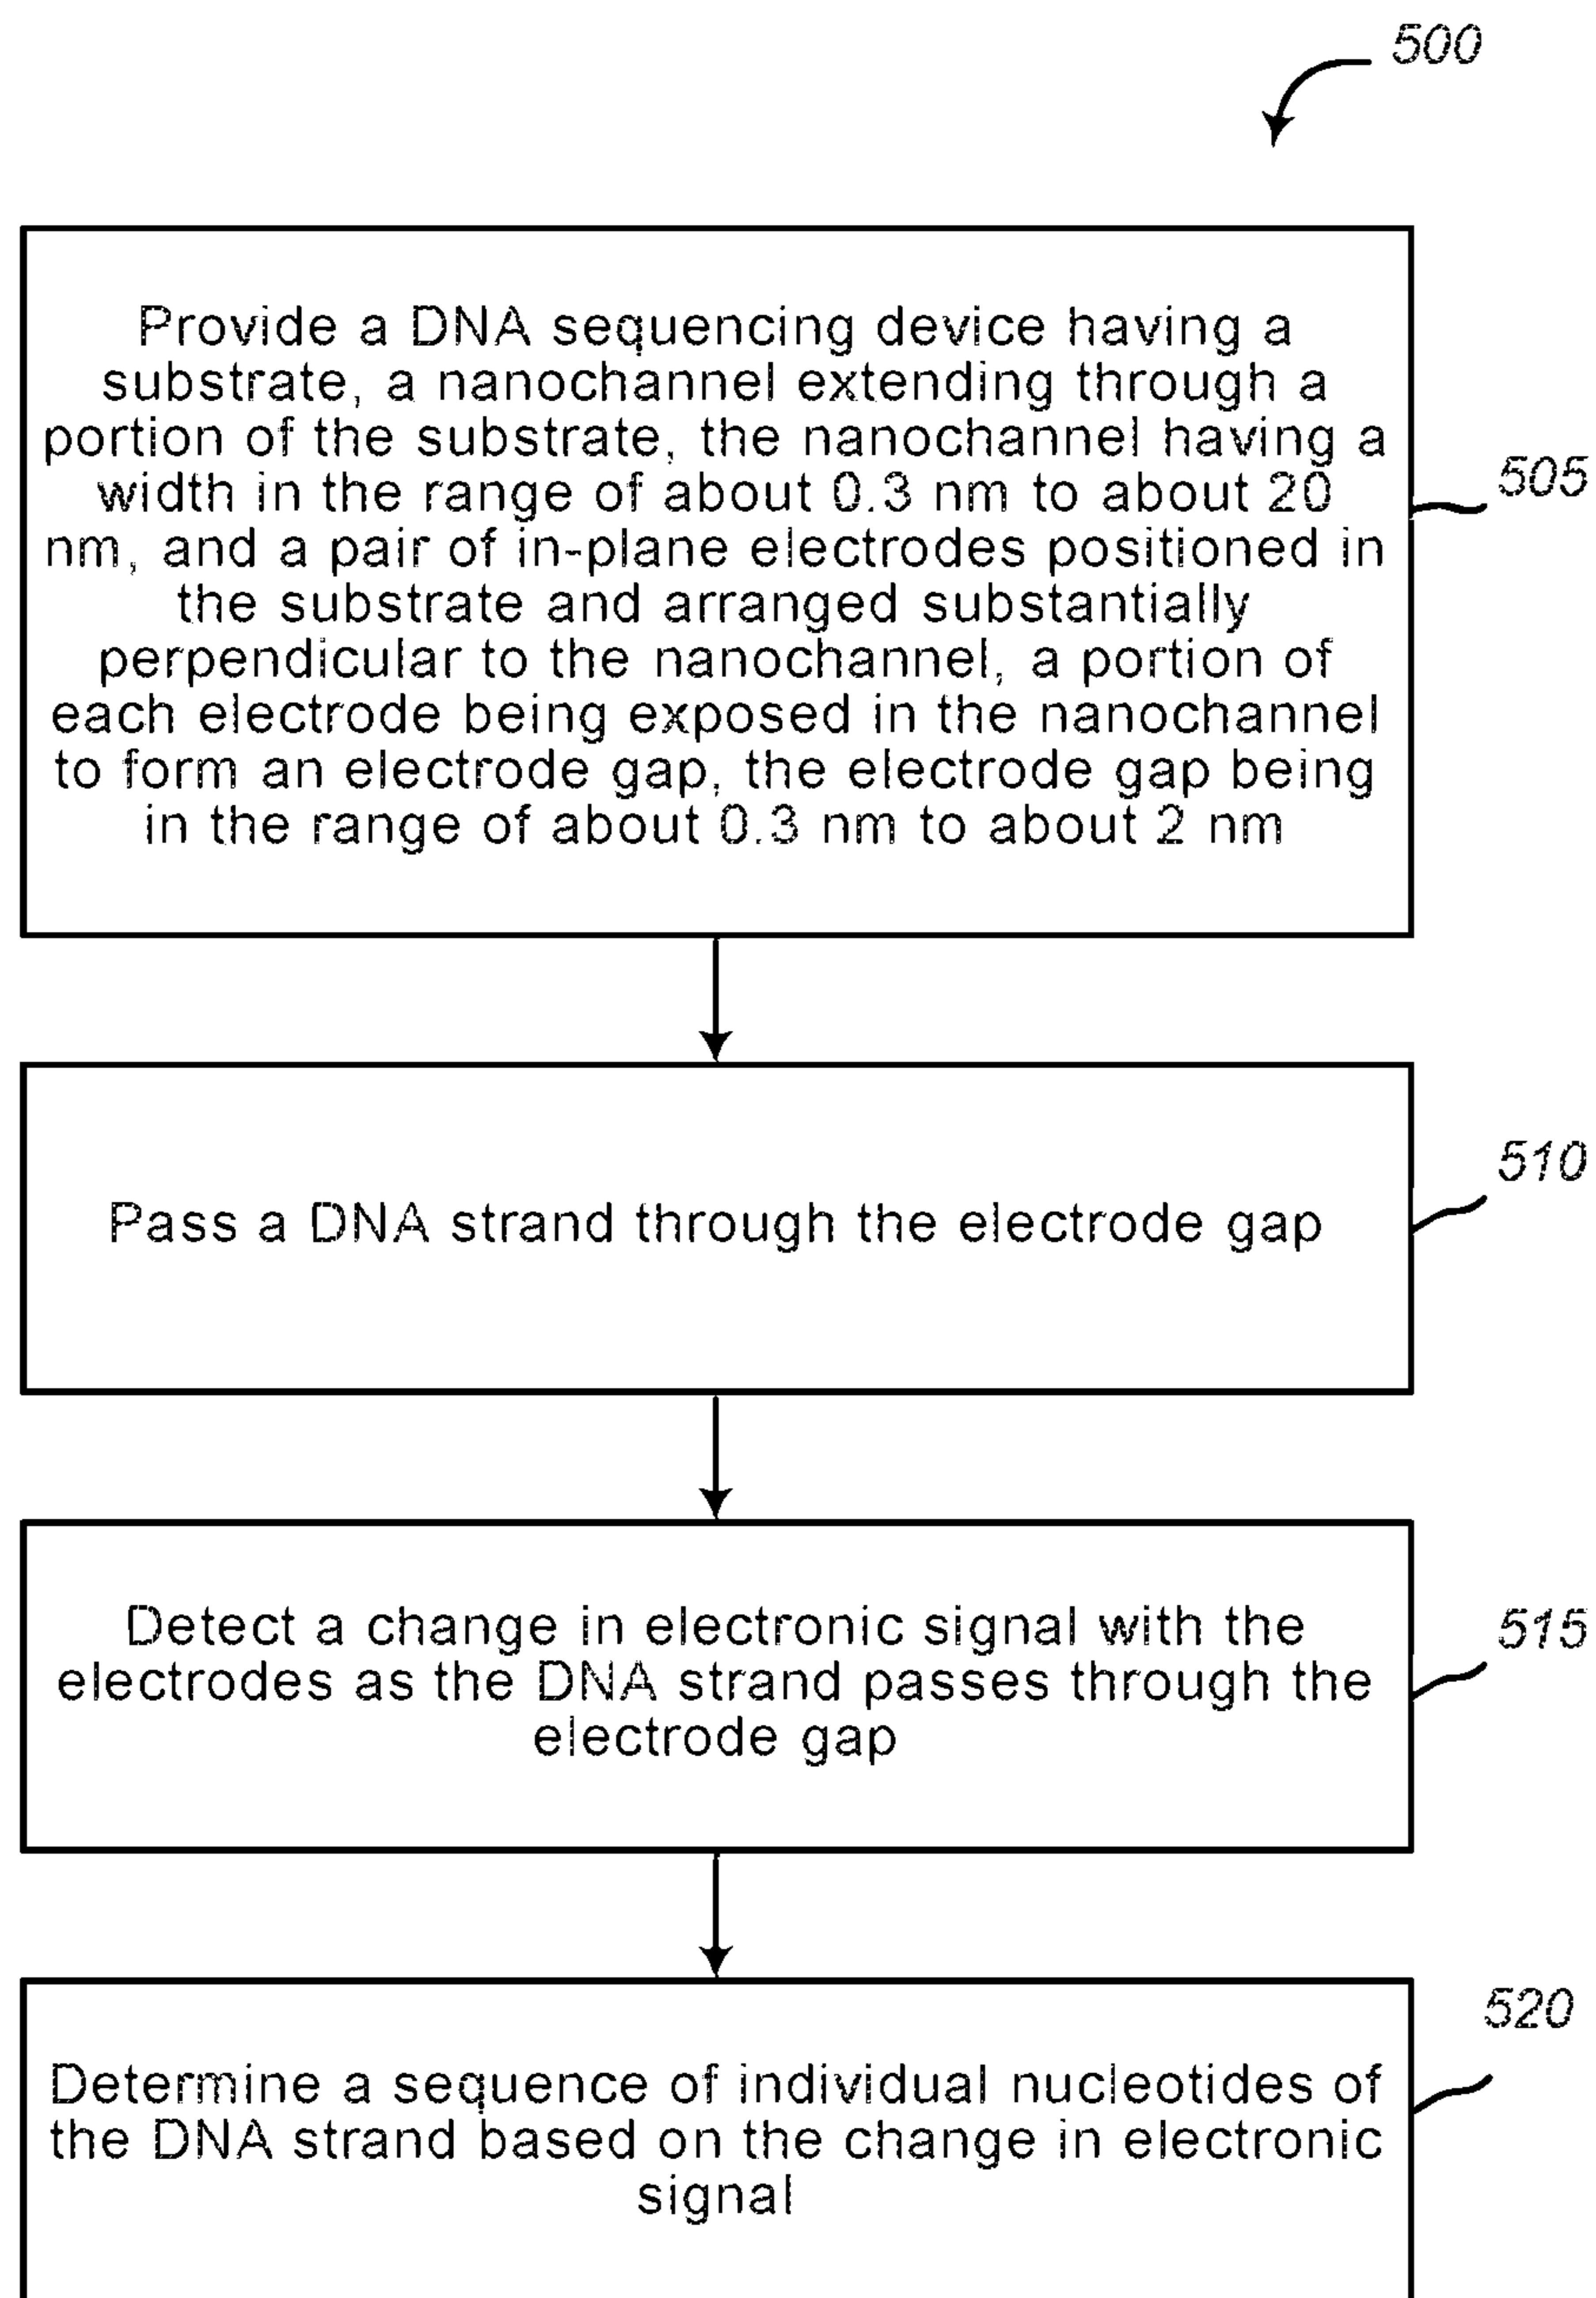 500
Provide a DNA sequencing device having a
substrate, a nanochannel extending through a
portion of the substrate, the nanochannel having a
width in the range of about 0.3 nm to about 20
nm, and a pair of in-plane electrodes positioned in
the substrate and arranged substantially
perpendicular to the nanochannel, a portion of
each electrode being exposed in the nanochannel
to form an electrode gap, the electrode gap being
in the range of about 0.3 nm to about 2 nm
505
Pass a DNA strand through the electrode gap
510
Detect a change in electronic signal with the
electrodes as the DNA strand passes through the
electrode gap
515
Determine a sequence of individual nucleotides of
the DNA strand based on the change in electronic
signal
520